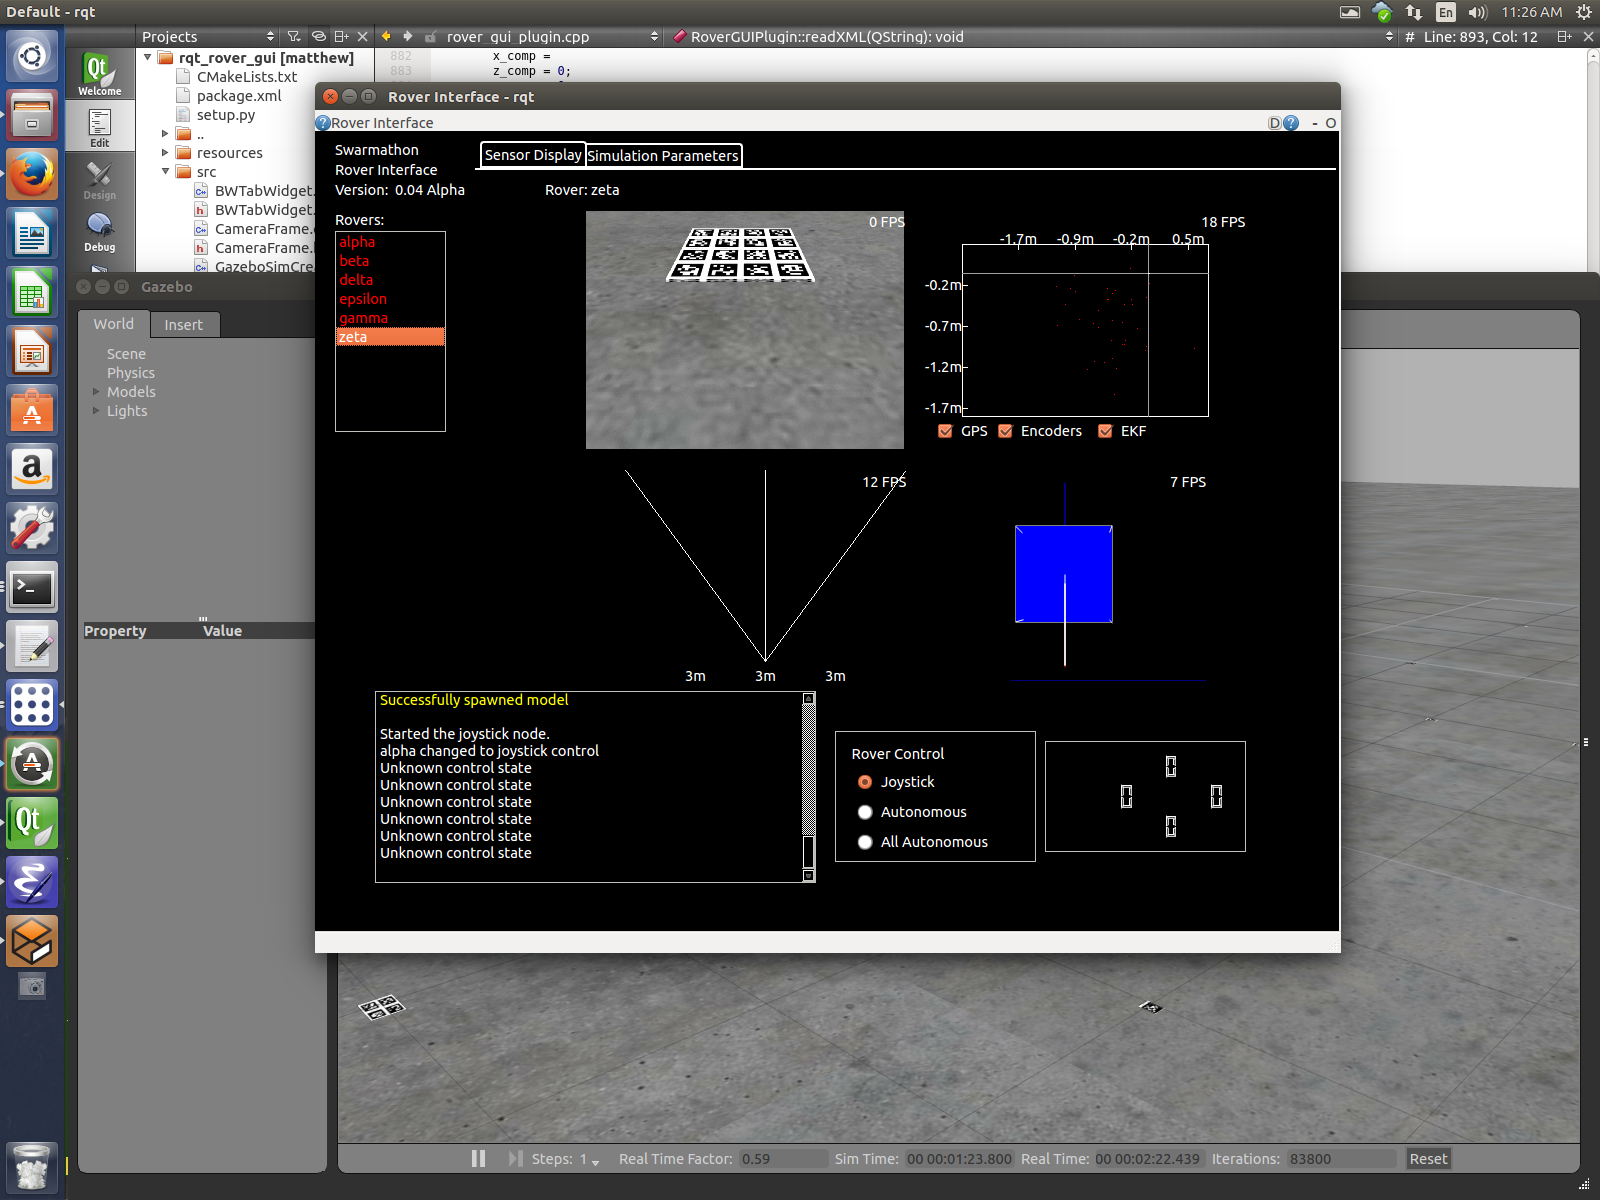 Default - rqt
En
11:26 AM
Projects
rover_gui_plugin.cpp
RoverGUIPlugin::readXML(QString): void
# Line: 893, Col: 12
Qt
Welcome
Edit
Design
Debug
rqt_rover_gui [matthew]
CMakeLists.txt
package.xml
setup.py
..
resources
src
BWTabWidget.
BWTabWidget.
CameraFrame.
CameraFrame.
GazeboSimCre
882 x_comp =
883 z_comp = 0;
Rover Interface - rqt
Rover Interface
D
- O
Swarmathon
Rover Interface
Version: 0.04 Alpha
Sensor Display
Simulation Parameters
Rover: zeta
Rovers:
alpha
beta
delta
epsilon
gamma
zeta
0 FPS
18 FPS
-1.7m -0.9m -0.2m 0.5m
-0.2m
-0.7m
-1.2m
-1.7m
GPS
Encoders
EKF
12 FPS
7 FPS
3m 3m 3m
Successfully spawned model
Started the joystick node.
alpha changed to joystick control
Unknown control state
Unknown control state
Unknown control state
Unknown control state
Unknown control state
Unknown control state
Rover Control
Joystick
Autonomous
All Autonomous
0
0 0
0
Gazebo
World
Insert
Scene
Physics
Models
Lights
Property Value
Steps: 1
Real Time Factor: 0.59
Sim Time: 00 00:01:23.800
Real Time: 00 00:02:22.439
Iterations: 83800
Reset